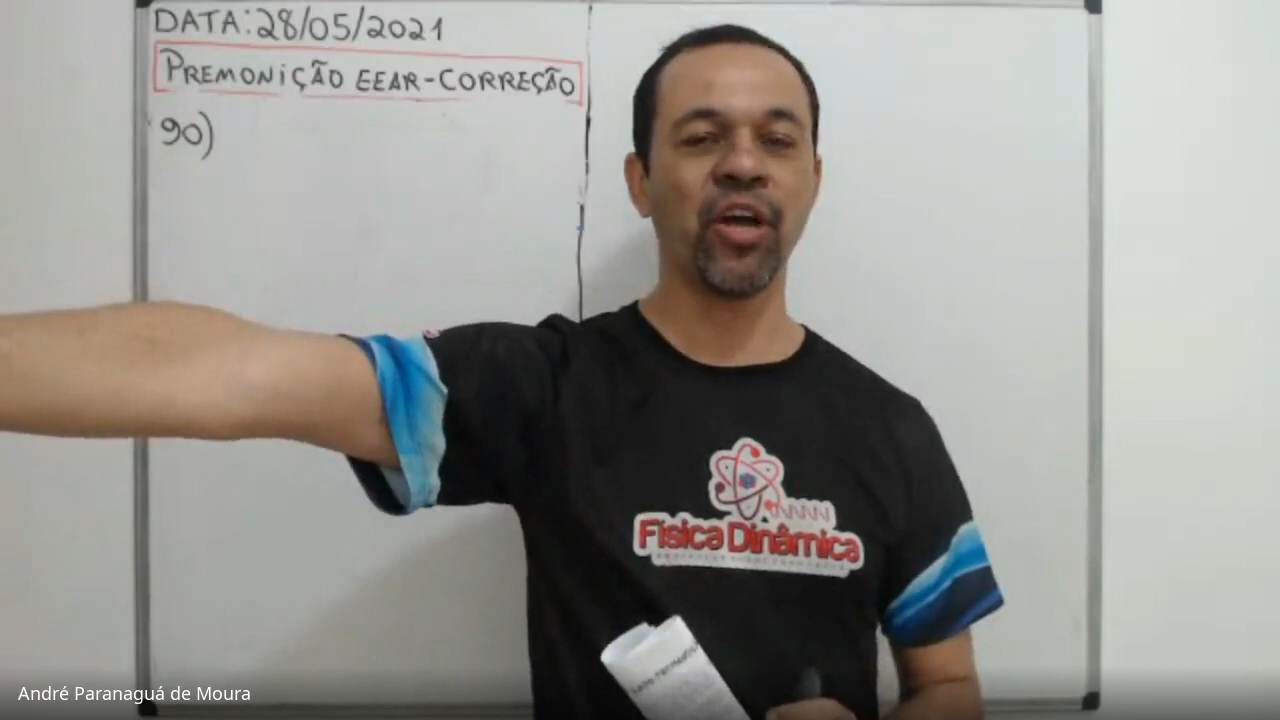 DATA:28/05/2021
PREMONIÇÃO EEAR-CORREÇÃO
90)
Física Dinâmica
André Paranaguá de Moura